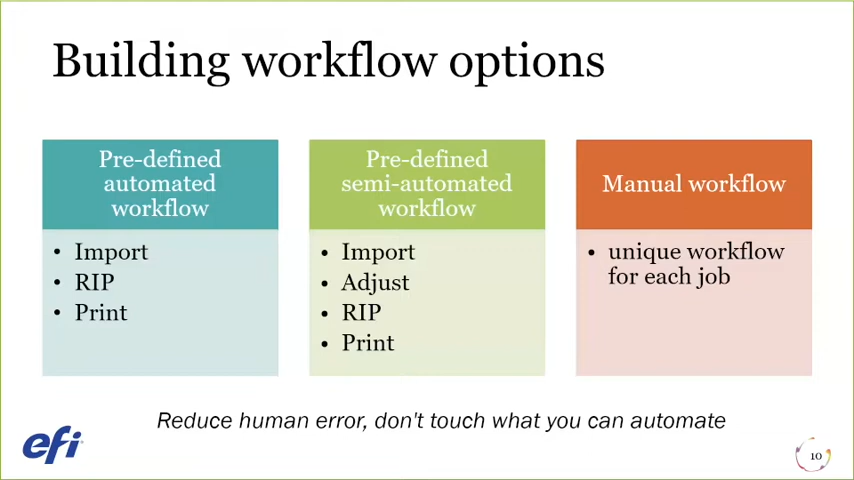 Building workflow options
Pre-defined
automated
workflow
• Import
• RIP
• Print
Pre-defined
semi-automated
workflow
• Import
• Adjust
• RIP
• Print
Manual workflow
• unique workflow
for each job
Reduce human error, don't touch what you can automate
efi
10